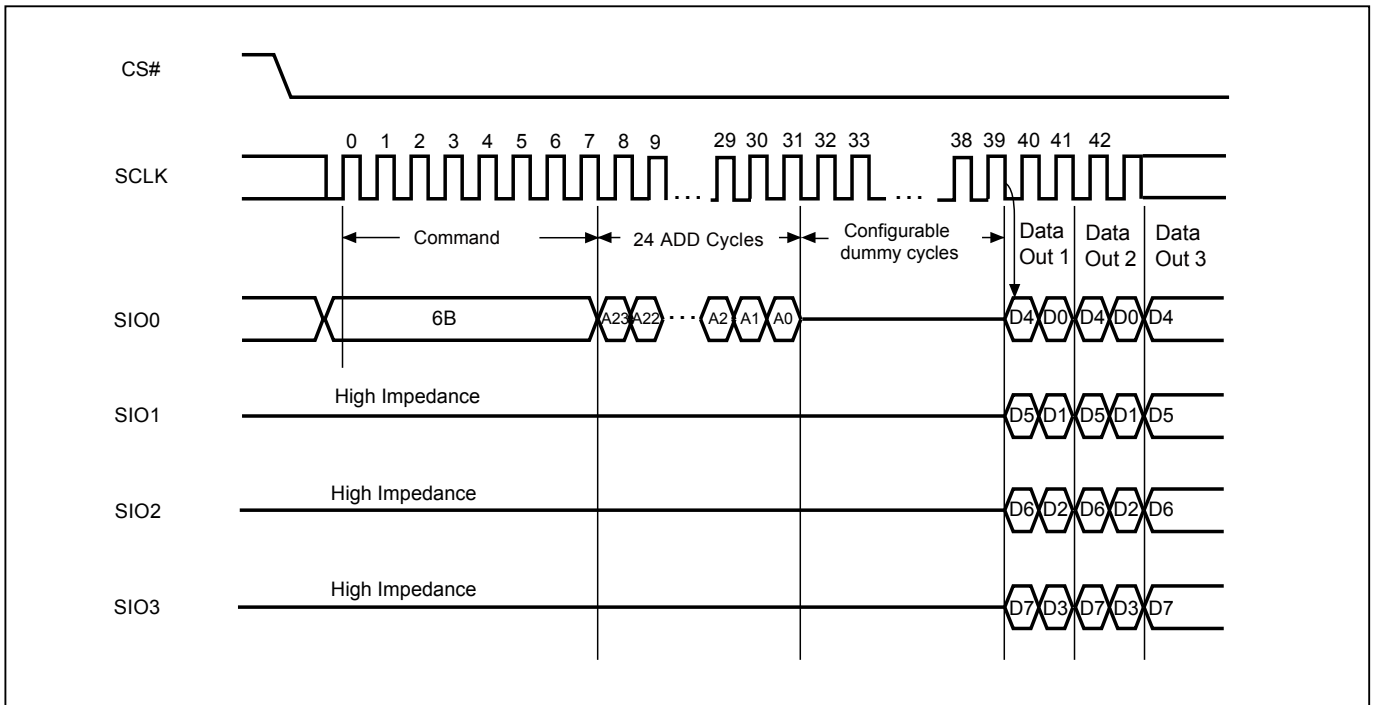 CS#
0 1 2 3 4 5 6 7 8 9 29 30 31 32 33 38 39 40 41 42
SCLK
. . . . . .
Command
24 ADD Cycles
Configurable
dummy cycles
Data
Out 1
Data
Out 2
Data
Out 3
SIO0
6B
A23 A22 . . . A2 A1 A0
D4 D0 D4 D0 D4
High Impedance
SIO1
D5 D1 D5 D1 D5
High Impedance
SIO2
D6 D2 D6 D2 D6
High Impedance
SIO3
D7 D3 D7 D3 D7